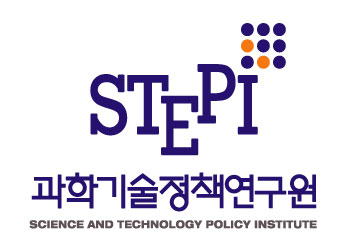 STEPI
과학기술정책연구원
SCIENCE AND TECHNOLOGY POLICY INSTITUTE